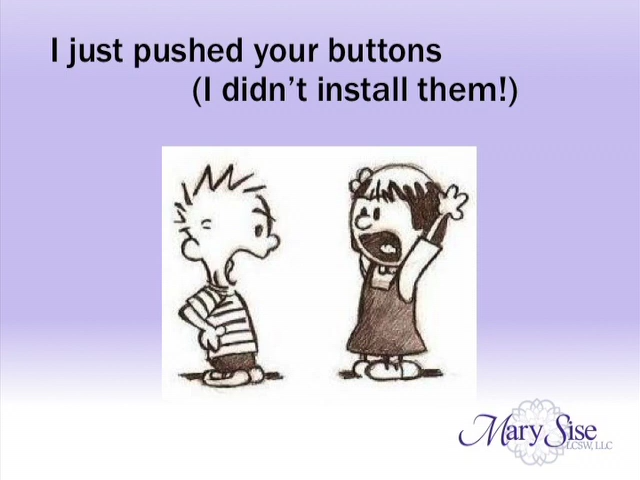 I just pushed your buttons
(I didn't install them!)
Mary Sise
LCSW, LLC